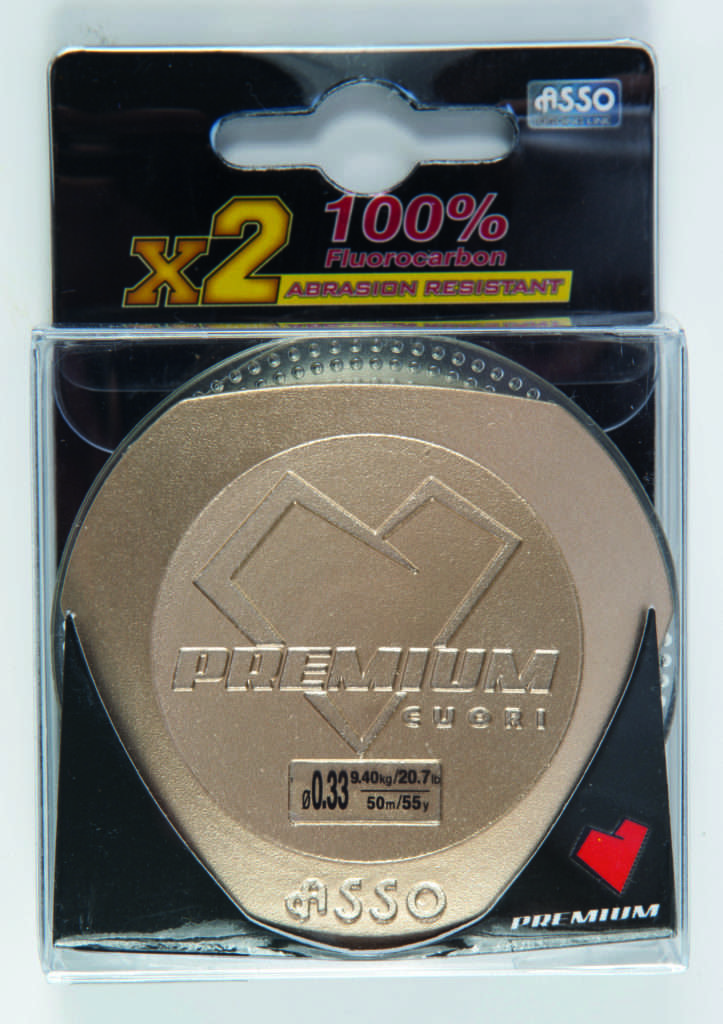 ASSO
x2
100%
Fluorocarbon
ABRASION RESISTANT
PREMIUM
CUORI
ø0.33 9.40kg/20.7lb
50m/55y
ASSO
PREMIUM